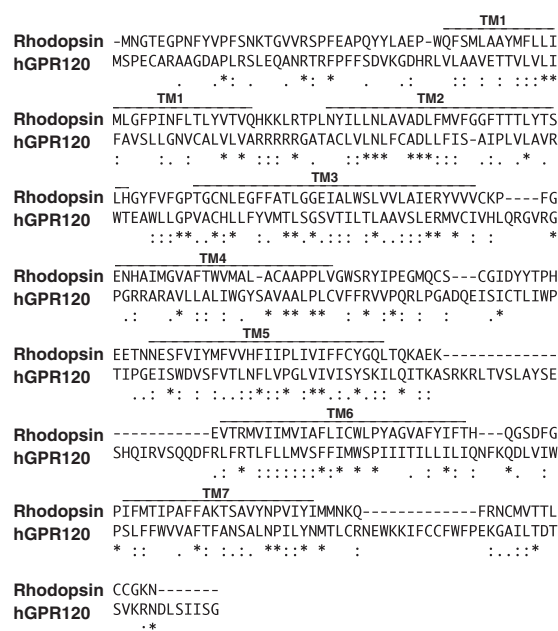 TM1
Rhodopsin -MNGTEGPNFYVPFSNKTGVVRSPFEAPQYYLAEP-WQFSMLAAYMFLLI
hGPR120 MSPECARAAGDAPLRSLEQANRTRFPFFSDVKGDHRLVLAAVETTVLVLI
. .*: : *: * . .: :: : : :::**
TM1 TM2
Rhodopsin MLGFPINFLTLYVTVQHKKLRTPLNYILLNLAVADLFMVFGGFTTTLYTS
hGPR120 FAVSLLGNVCALVLVARRRRRGATACLVLNLFCADLLFIS-AIPLVLAVR
: :. : * * ::: : . ::*** ***::: .:. .* .
TM3
Rhodopsin LHGYFVFGPTGCNLEGFFATLGGEIALWSLVVLAIERYVVVCKP----FG
hGPR120 WTEAWLLGPVACHLLFYVMTLSGSVTILTLAAVSLERMVCIVHLQRGVRG
:::**..*:* :. **.*.::: :*..:::** * : : *
TM4
Rhodopsin ENHAIMGVAFTWVMAL-ACAAPPLVGWSRYIPEGMQCS---CGIDYYTPH
hGPR120 PGRRARAVLLALIWGYSAVAALPLCVFFRVVPQRLPGADQEISICTLIWP
.: .* :: : . * ** ** : * :*: : : .*
TM5
Rhodopsin EETNNESFVIYMFVVHFIIPLIVIFFCYGQLTQKAEK-------------
hGPR120 TIPGEISWDVSFVTLNFLVPGLVIVISYSKILQITKASRKRLTVSLAYSE
..: *: : :..::*::* :**.:.*.:: * ::
TM6
Rhodopsin -----------EVTRMVIIMVIAFLICWLPYAGVAFYIFTH---QGSDFG
hGPR120 SHQIRVSQQDFRLFRTLFLLMVSFFIMWSPIIITILLILIQNFKQDLVIW
.: * :::::::*:* * * . : *: : *. :
TM7
Rhodopsin PIFMTIPAFFAKTSAVYNPVIYIMMNKQ-------------FRNCMVTTL
hGPR120 PSLFFWVVAFTFANSALNPILYNMTLCRNEWKKIFCCFWFPEKGAILTDT
* :: . *: :.:. **::* * : :..::*
Rhodopsin CCGKN-------
hGPR120 SVKRNDLSIISG
:*